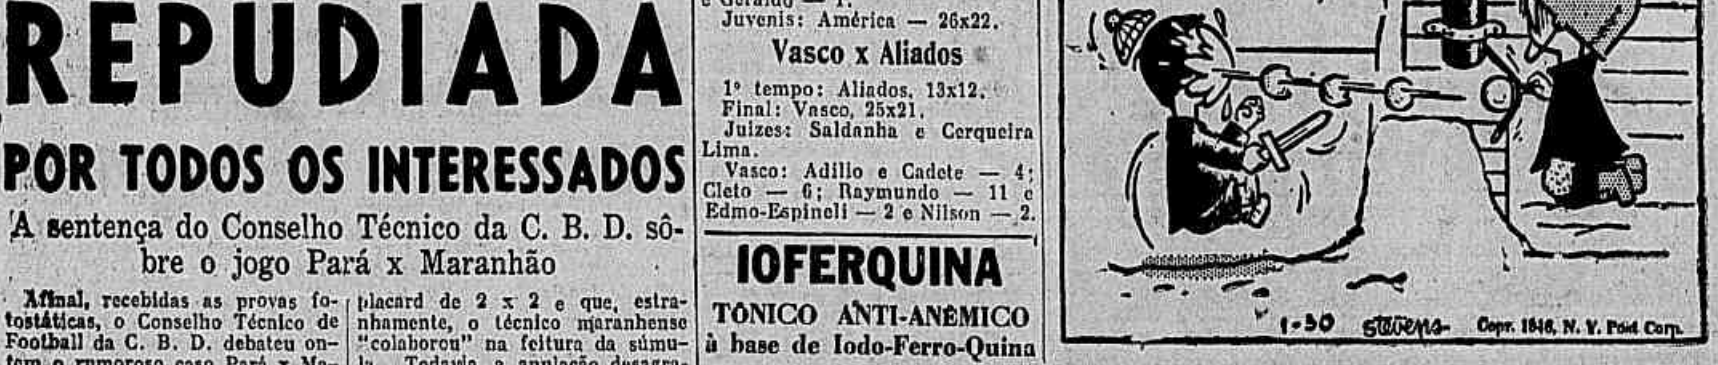 REPUDIADA
POR TODOS OS INTERESSADOS
A sentença do Conselho Técnico da C. B. D. sô-
bre o jogo Pará x Maranhão
Afinal, recebidas as provas fo-
tostáticas, o Conselho Técnico de
Football da C. B. D. debateu on-
placard de 2 x 2 e que, estra-
nhamente, o técnico maranhense
"colaborou" na feitura da súmu-
Juvenis: América — 26x22.
Vasco x Aliados
1º tempo: Aliados, 13x12.
Final: Vasco, 25x21.
Juizes: Saldanha e Cerqueira
Lima.
Vasco: Adilio e Cadete — 4;
Cleto — 6; Raymundo — 11 e
Edmo-Espineli — 2 e Nilson — 2.
IOFERQUINA
TÔNICO ANTI-ANÊMICO
à base de Iodo-Ferro-Quina
1-30 stevens- Copr. 1946, N. Y. Post Corp.